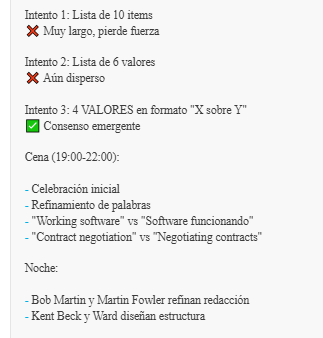 Intento 1: Lista de 10 items
❌ Muy largo, pierde fuerza
Intento 2: Lista de 6 valores
❌ Aún disperso
Intento 3: 4 VALORES en formato "X sobre Y"
✅ Consenso emergente
Cena (19:00-22:00):
- Celebración inicial
- Refinamiento de palabras
- "Working software" vs "Software funcionando"
- "Contract negotiation" vs "Negotiating contracts"
Noche:
- Bob Martin y Martin Fowler refinan redacción
- Kent Beck y Ward diseñan estructura